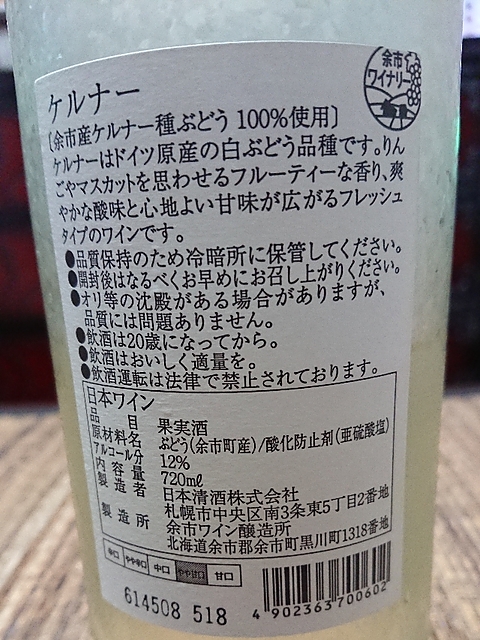 余市
ワイナリー
ケルナー
〔余市産ケルナー種ぶどう 100%使用〕
ケルナーはドイツ原産の白ぶどう品種です。りん
ごやマスカットを思わせるフルーティーな香り、爽
やかな酸味と心地よい甘味が広がるフレッシュ
タイプのワインです。
●品質保持のため冷暗所に保管してください。
●開封後はなるべくお早めにお召し上がりください。
●オリ等の沈殿がある場合がありますが、
品質には問題ありません。
●飲酒は20歳になってから。
●飲酒はおいしく適量を。
●飲酒運転は法律で禁止されております。
日本ワイン
品目 果実酒
原材料名 ぶどう(余市町産)/酸化防止剤(亜硫酸塩)
アルコール分 12%
内容量 720mℓ
製造者 日本清酒株式会社
札幌市中央区南3条東5丁目2番地
製造所 余市ワイン醸造所
北海道余市郡余市町黒川町1318番地
辛口 やや辛口 中口 やや甘口 甘口
614508 518
4 902363 700602